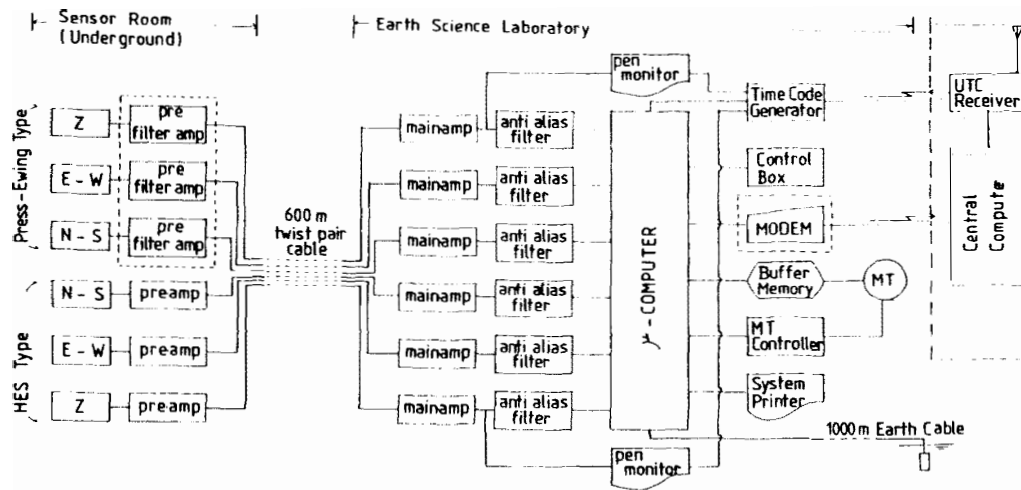 Sensor Room
(Underground)
Earth Science Laboratory
Press-Ewing Type
HES Type
Z
pre
filter amp
E-W
pre
filter amp
N-S
pre
filter amp
N-S
preamp
E-W
preamp
Z
preamp
600 m
twist pair
cable
mainamp
anti alias
filter
mainamp
anti alias
filter
mainamp
anti alias
filter
mainamp
anti alias
filter
mainamp
anti alias
filter
mainamp
anti alias
filter
pen
monitor
μ-COMPUTER
pen
monitor
Time Code
Generator
Control
Box
MODEM
Buffer
Memory
MT
MT
Controller
System
Printer
1000 m Earth Cable
UTC
Receiver
Central
Compute